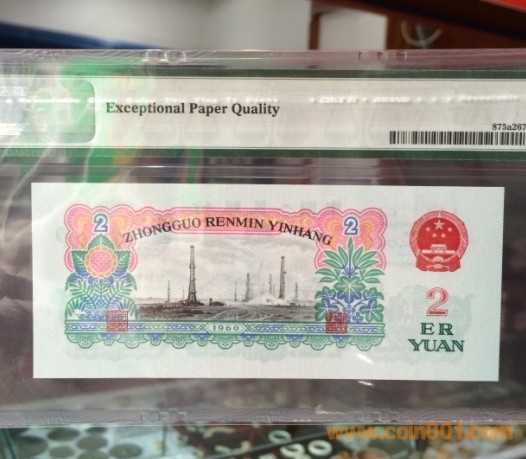 Exceptional Paper Quality
875a267
2
ZHONGGUO RENMIN YINHANG
2
1960
2
ER
YUAN
www.coin001.com